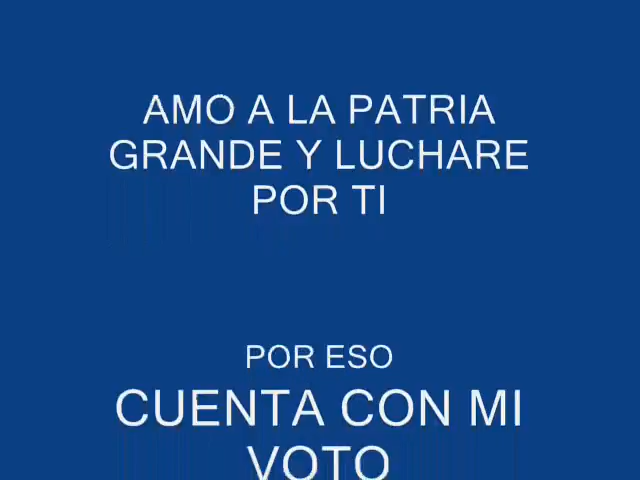 AMO A LA PATRIA
GRANDE Y LUCHARE
POR TI
POR ESO
CUENTA CON MI
VOTO